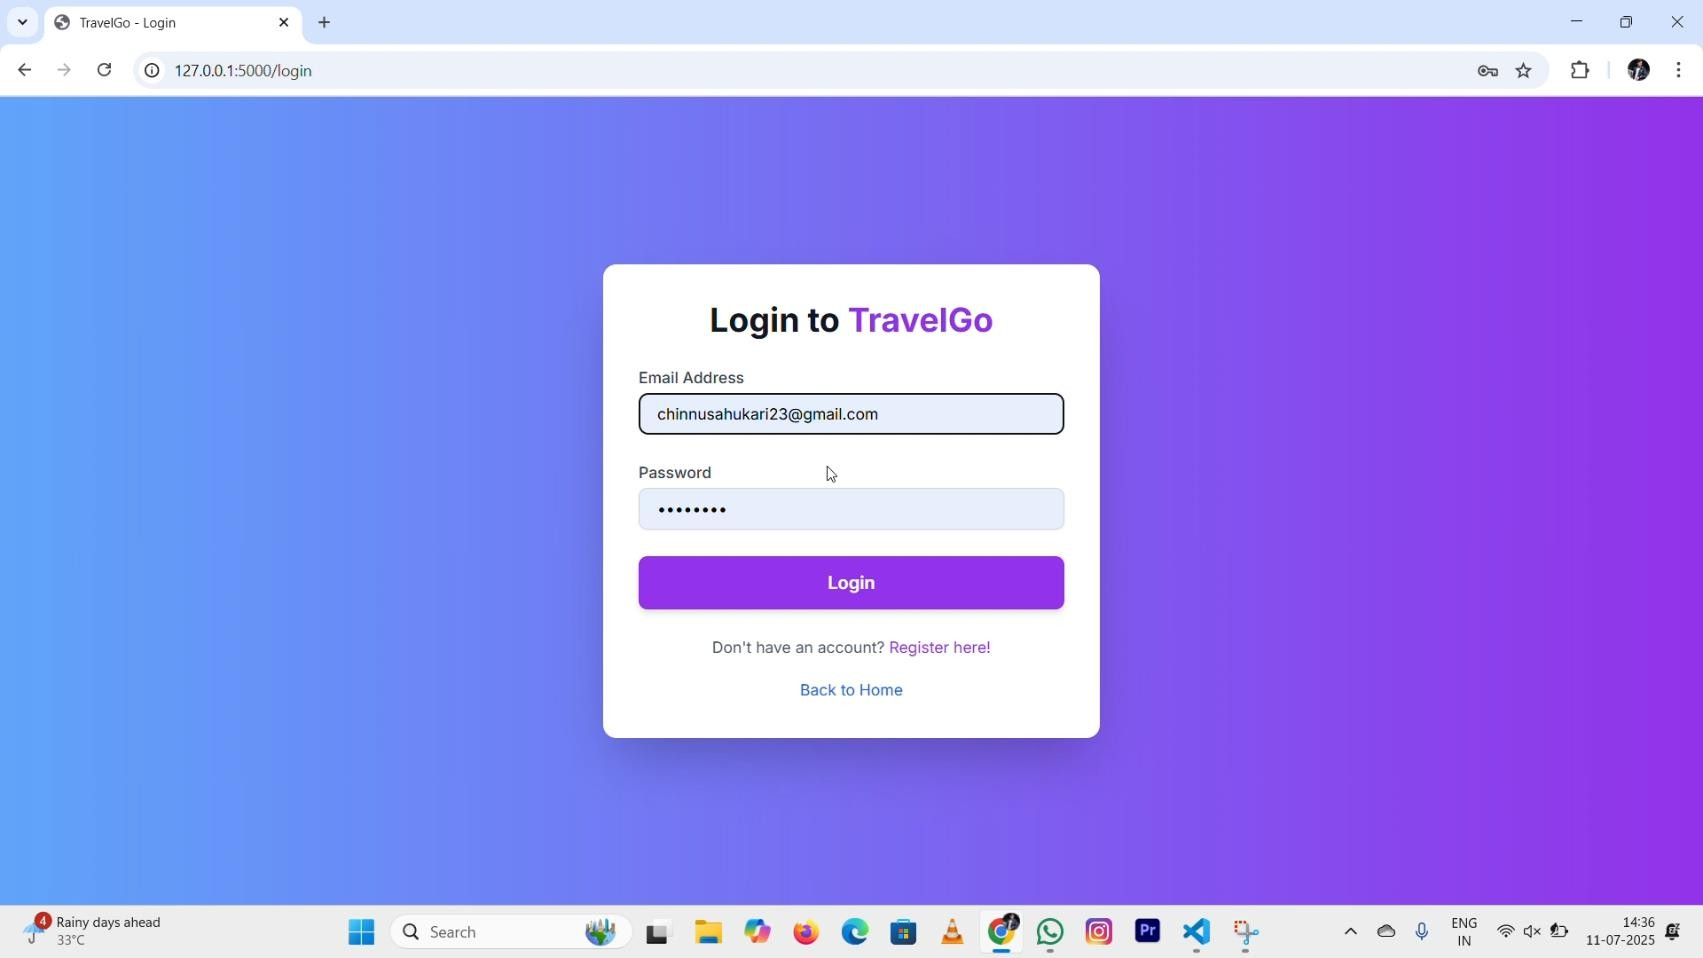 TravelGo - Login
127.0.0.1:5000/login
Login to TravelGo
Email Address
chinnusahukari23@gmail.com
Password
••••••••
Login
Don't have an account? Register here!
Back to Home
4
Rainy days ahead
33°C
Search
Pr
ENG
IN
14:36
11-07-2025